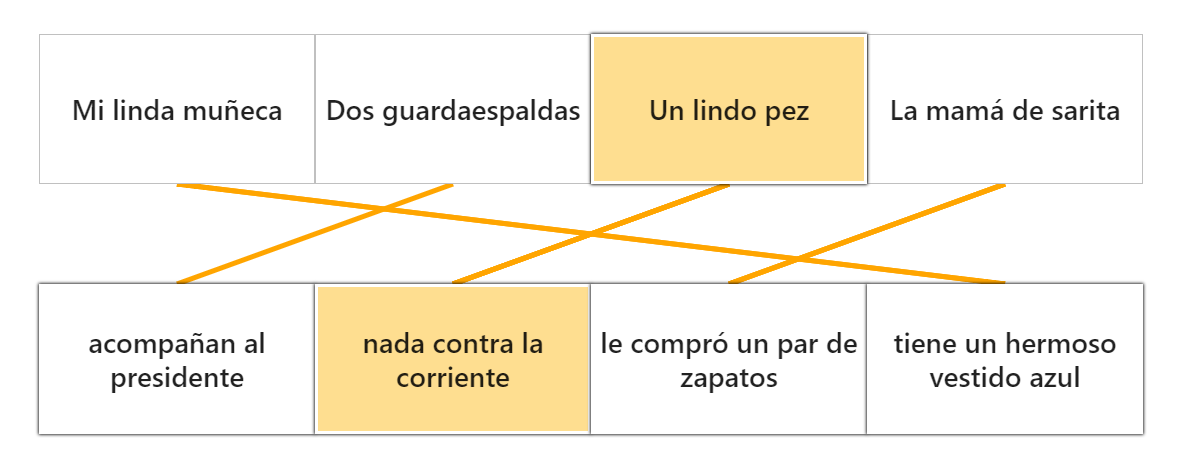 Mi linda muñeca
Dos guardaespaldas
Un lindo pez
La mamá de sarita
acompañan al
presidente
nada contra la
corriente
le compró un par de
zapatos
tiene un hermoso
vestido azul